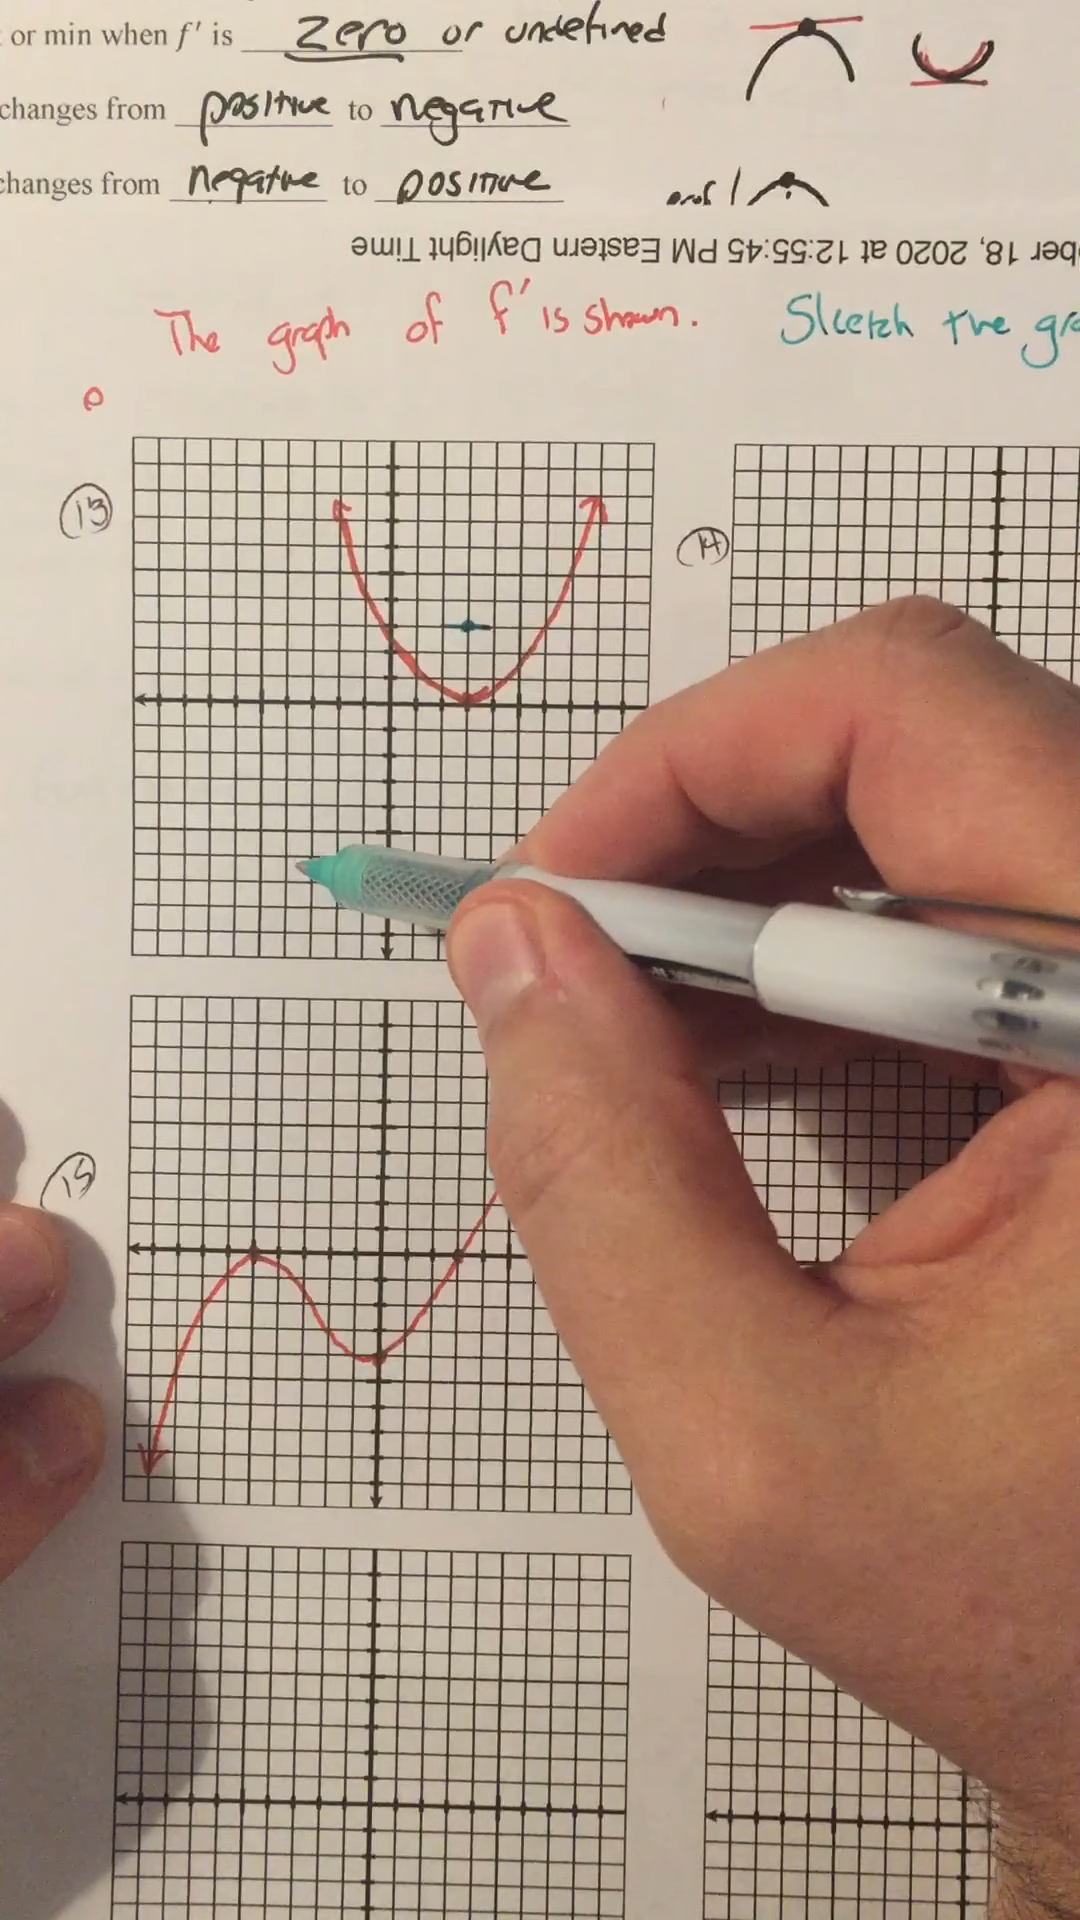 or min when f' is zero or undefined
changes from positive to negative
changes from negative to positive
ber 18, 2020 at 12:55:45 PM Eastern Daylight Time
The graph of f' is shown. Sketch the gra
13
14
15